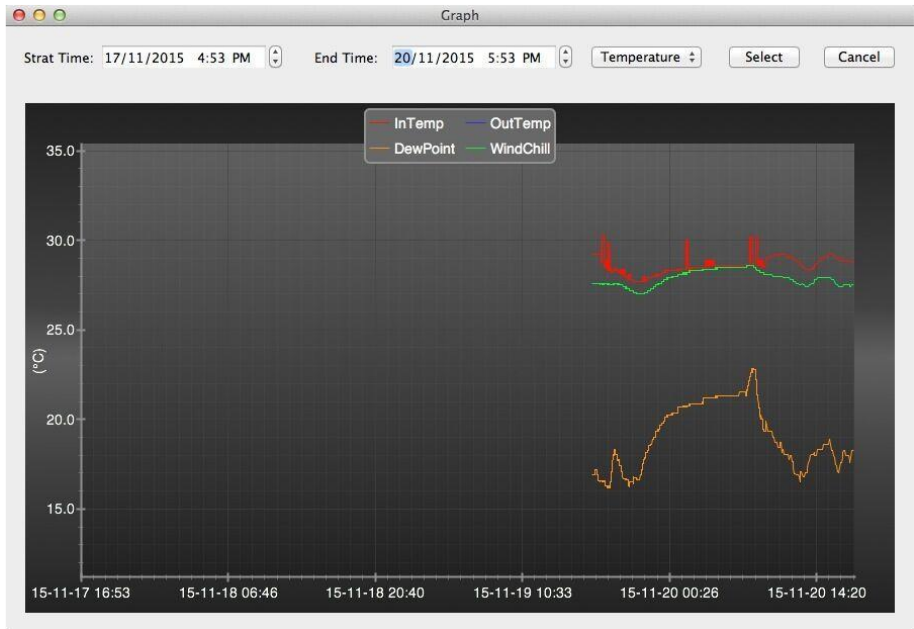 Graph
Strat Time: 17/11/2015 4:53 PM End Time: 20/11/2015 5:53 PM Temperature Select Cancel
InTemp OutTemp
DewPoint WindChill
35.0
30.0
25.0
(°C)
20.0
15.0
15-11-17 16:53 15-11-18 06:46 15-11-18 20:40 15-11-19 10:33 15-11-20 00:26 15-11-20 14:20